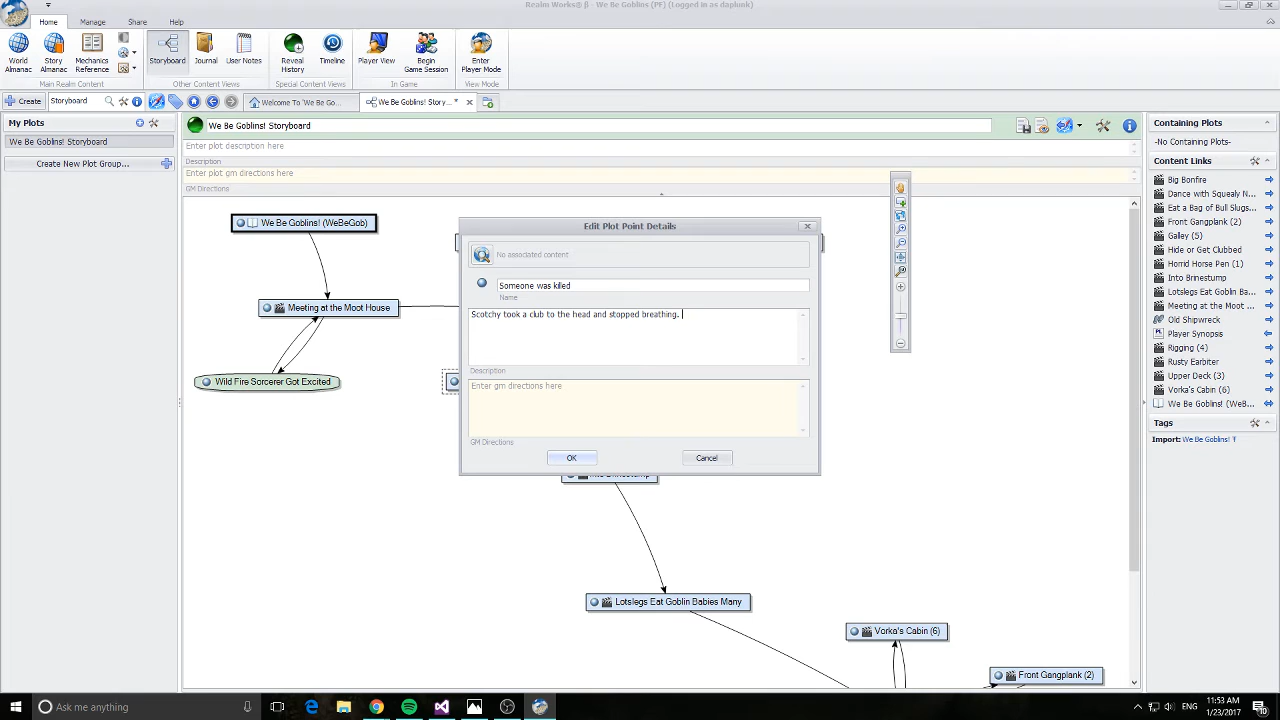 Realm Works® β - We Be Goblins (PF) (Logged in as daplunk)
Home
Manage
Share
Help
World Almanac
Story Almanac
Mechanics Reference
Storyboard
Journal
User Notes
Reveal History
Timeline
Player View
Begin Game Session
Enter Player Mode
Main Realm Content
Other Content Views
Special Content Views
In Game
View Mode
Create
Storyboard
Welcome To 'We Be Go...
We Be Goblins! Story... *
My Plots
We Be Goblins! Storyboard
Create New Plot Group...
We Be Goblins! Storyboard
Enter plot description here
Description
Enter plot gm directions here
GM Directions
We Be Goblins! (WeBeGob)
Meeting at the Moot House
Wild Fire Sorcerer Got Excited
Edit Plot Point Details
No associated content
Someone was killed
Name
Scotchy took a club to the head and stopped breathing.
Description
Enter gm directions here
GM Directions
OK
Cancel
Lotslegs Eat Goblin Babies Many
Vorka's Cabin (6)
Front Gangplank (2)
Containing Plots
-No Containing Plots-
Content Links
Big Bonfire
Dance with Squealy N...
Eat a Bag of Bull Slugs...
Front Gangplank (2)
Galley (5)
Hide or Get Clubbed
Horrid Horse Pen (1)
Into Brinestump
Lotslegs Eat Goblin Ba...
Meeting at the Moot ...
Old Shipwreck
Player Synopsis
Rigging (4)
Rusty Earbiter
Upper Deck (3)
Vorka's Cabin (6)
We Be Goblins! (WeB...
Tags
Import: We Be Goblins!
Ask me anything
ENG
11:53 AM
1/23/2017